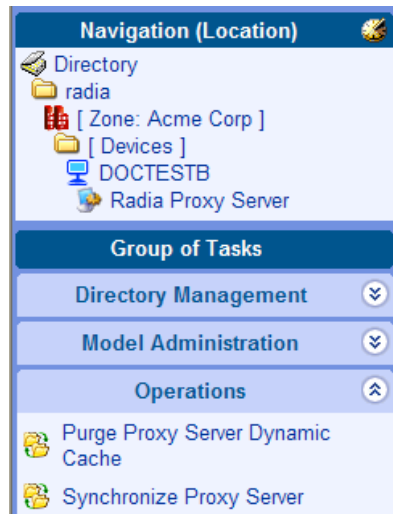 Navigation (Location)
Directory
radia
[ Zone: Acme Corp ]
[ Devices ]
DOCTESTB
Radia Proxy Server
Group of Tasks
Directory Management
Model Administration
Operations
Purge Proxy Server Dynamic
Cache
Synchronize Proxy Server